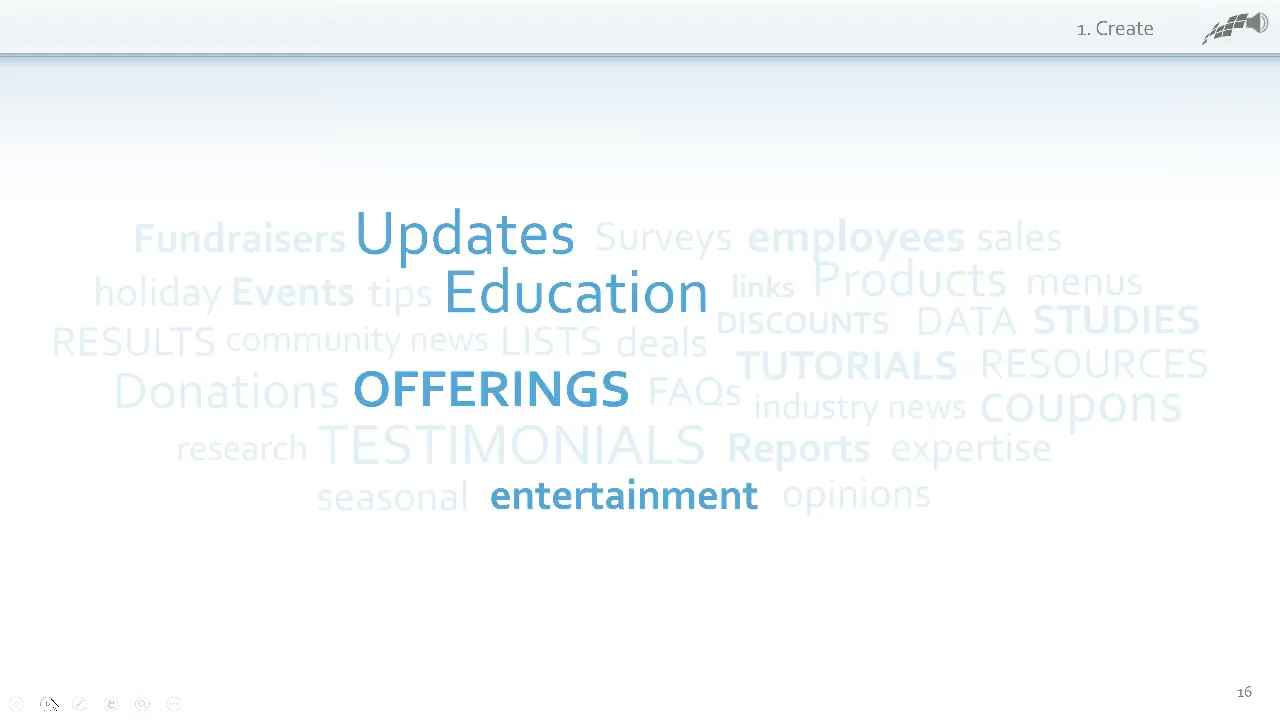 1. Create
Fundraisers Updates Surveys employees sales
holiday Events tips Education links Products menus
RESULTS community news LISTS deals DISCOUNTS DATA STUDIES
TUTORIALS RESOURCES
Donations OFFERINGS FAQs industry news coupons
research TESTIMONIALS Reports expertise
seasonal entertainment opinions
16